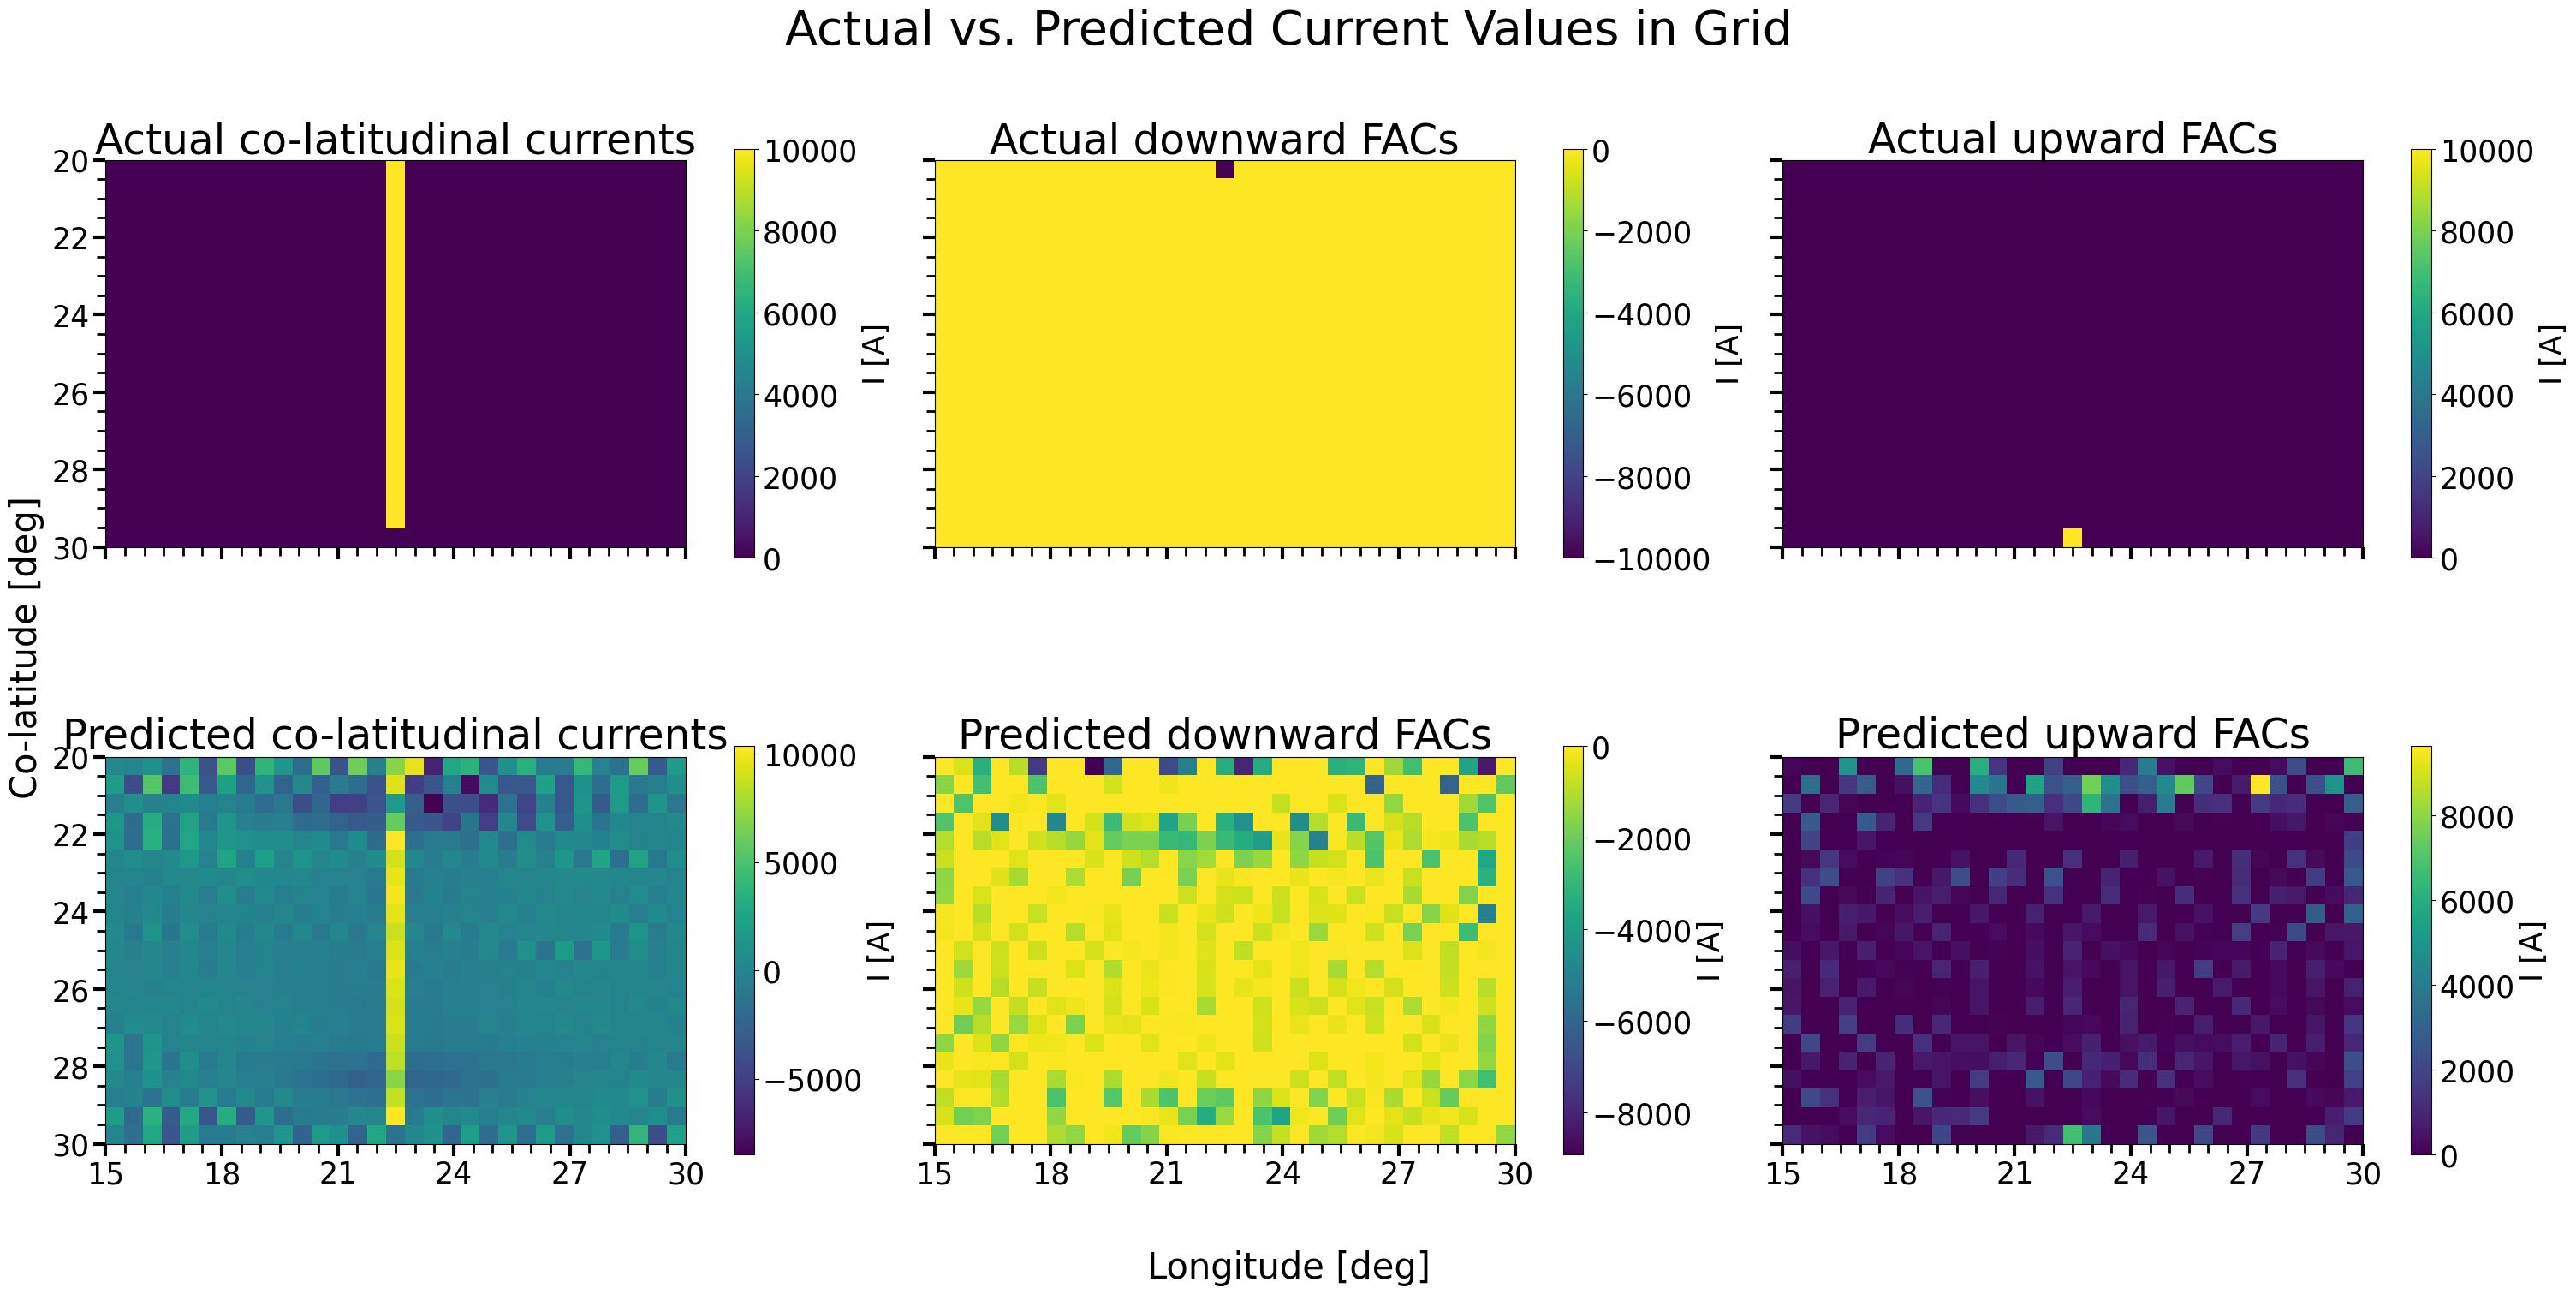 Actual vs. Predicted Current Values in Grid
Actual co-latitudinal currents
Actual downward FACs
Actual upward FACs
20
22
24
26
28
30
10000
8000
6000
4000
2000
0
I [A]
0
−2000
−4000
−6000
−8000
−10000
I [A]
10000
8000
6000
4000
2000
0
I [A]
Co-latitude [deg]
Predicted co-latitudinal currents
Predicted downward FACs
Predicted upward FACs
20
22
24
26
28
30
15 18 21 24 27 30
10000
5000
0
−5000
I [A]
15 18 21 24 27 30
0
−2000
−4000
−6000
−8000
I [A]
15 18 21 24 27 30
8000
6000
4000
2000
0
I [A]
Longitude [deg]